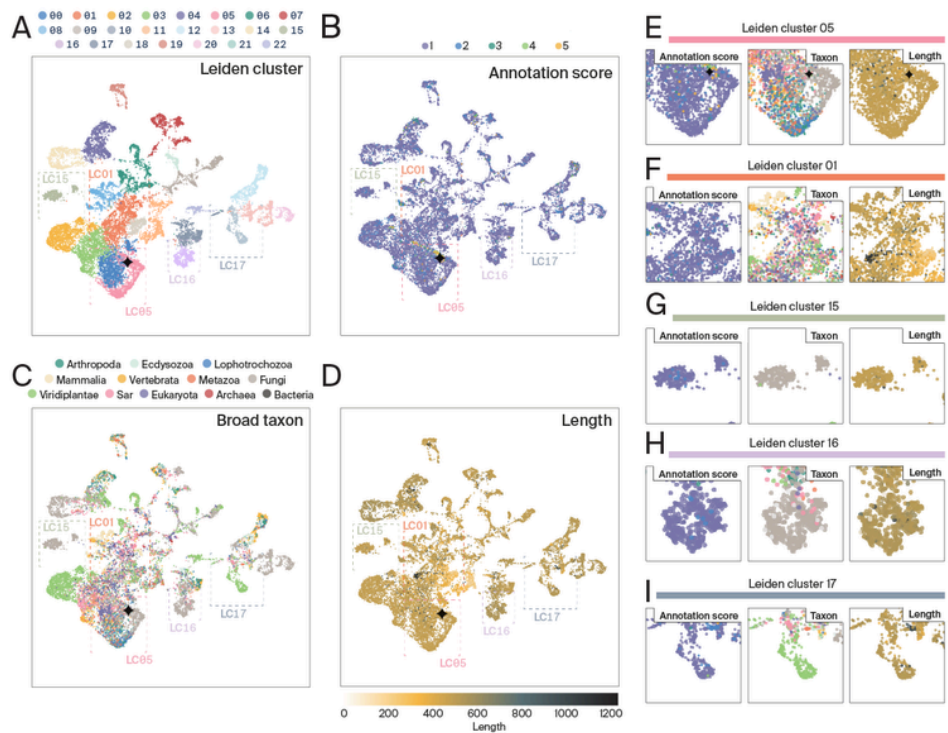 A
00 01 02 03 04 05 06 07
08 09 10 11 12 13 14 15
16 17 18 19 20 21 22
Leiden cluster
LC15
LC01
LC16
LC17
LC05
B
1 2 3 4 5
Annotation score
LC15
LC01
LC16
LC17
LC05
C
Arthropoda Ecdysozoa Lophotrochozoa
Mammalia Vertebrata Metazoa Fungi
Viridiplantae Sar Eukaryota Archaea Bacteria
Broad taxon
LC15
LC01
LC16
LC17
LC05
D
Length
LC15
LC01
LC16
LC17
LC05
0 200 400 600 800 1000 1200
Length
E
Leiden cluster 05
Annotation score Taxon Length
F
Leiden cluster 01
Annotation score Taxon Length
G
Leiden cluster 15
Annotation score Taxon Length
H
Leiden cluster 16
Annotation score Taxon Length
I
Leiden cluster 17
Annotation score Taxon Length